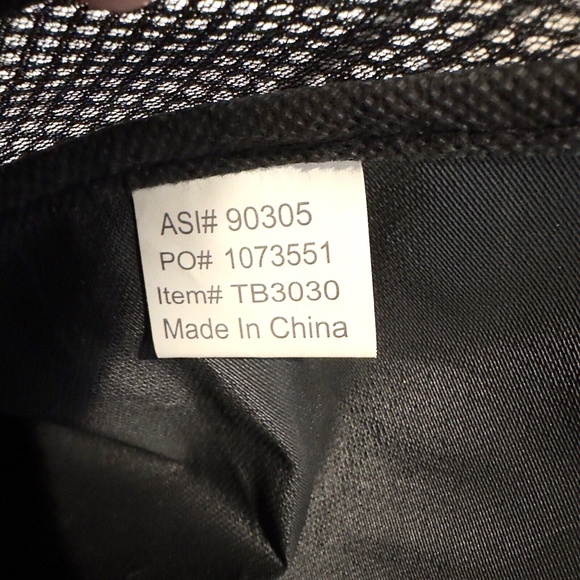 ASI# 90305
PO# 1073551
Item# TB3030
Made In China